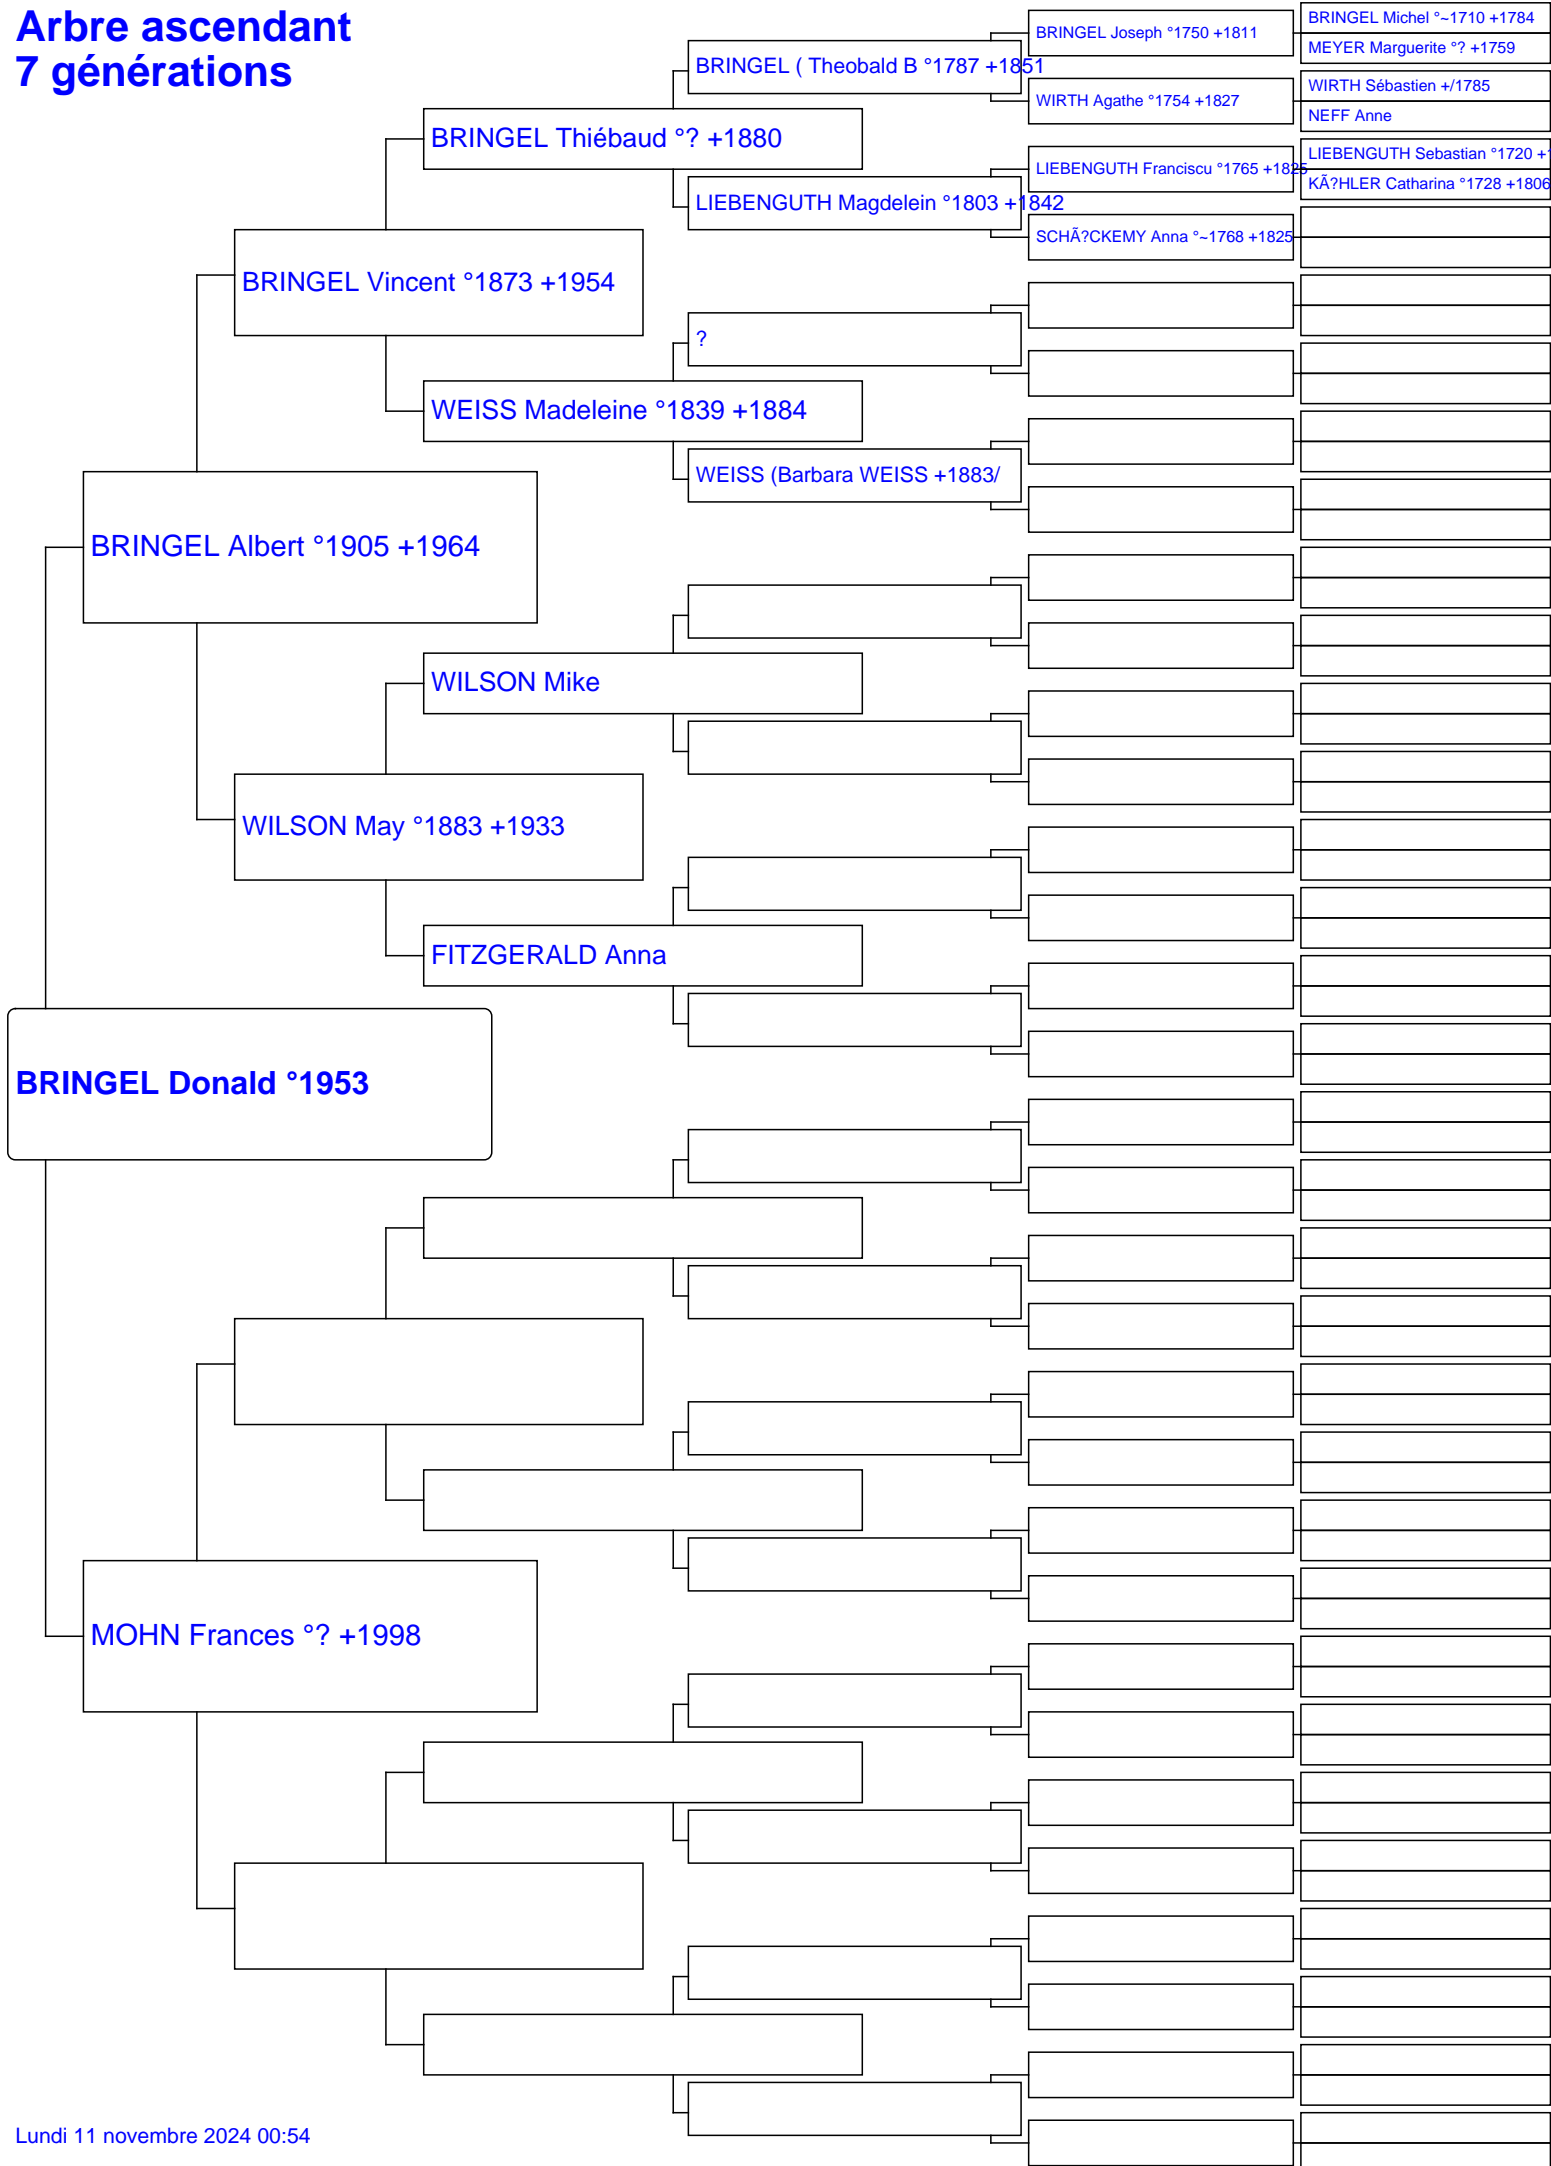 Arbre ascendant
7 générations
BRINGEL Donald °1953
BRINGEL Albert °1905 +1964
MOHN Frances °? +1998
BRINGEL Vincent °1873 +1954
WILSON May °1883 +1933
BRINGEL Thiébaud °? +1880
WEISS Madeleine °1839 +1884
WILSON Mike
FITZGERALD Anna
BRINGEL ( Theobald B °1787 +1851
LIEBENGUTH Magdelein °1803 +1842
?
WEISS (Barbara WEISS +1883/
BRINGEL Joseph °1750 +1811
WIRTH Agathe °1754 +1827
LIEBENGUTH Franciscu °1765 +1825
SCHÃ?CKEMY Anna °~1768 +1825
BRINGEL Michel °~1710 +1784
MEYER Marguerite °? +1759
WIRTH Sébastien +/1785
NEFF Anne
LIEBENGUTH Sebastian °1720 +1
KÃ?HLER Catharina °1728 +1806
Lundi 11 novembre 2024 00:54